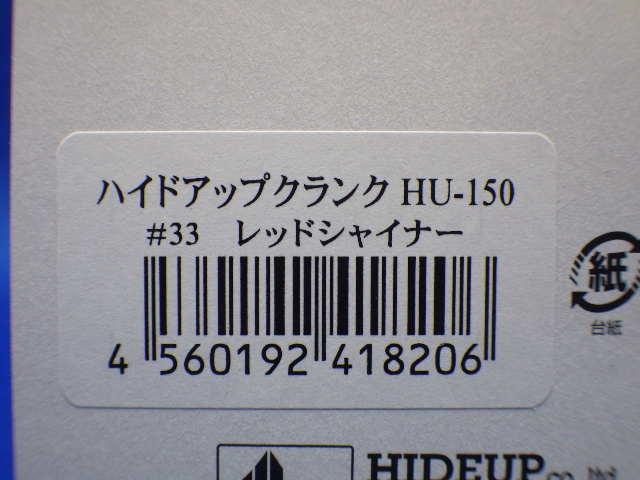 ハイドアップクランク HU-150
#33　レッドシャイナー
4 560192 418206
紙
台紙
HIDEUP